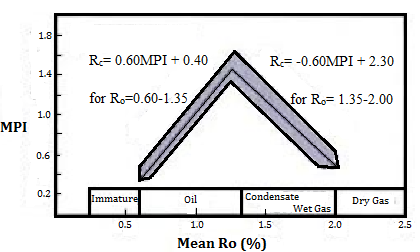 1.8
1.4
1.0
0.6
0.2
MPI
Rc= 0.60MPI + 0.40
for Ro=0.60-1.35
Rc= -0.60MPI + 2.30
for Ro= 1.35-2.00
Immature
Oil
Condensate
Wet Gas
Dry Gas
0.5 1.0 1.5 2.0 2.5
Mean Ro (%)